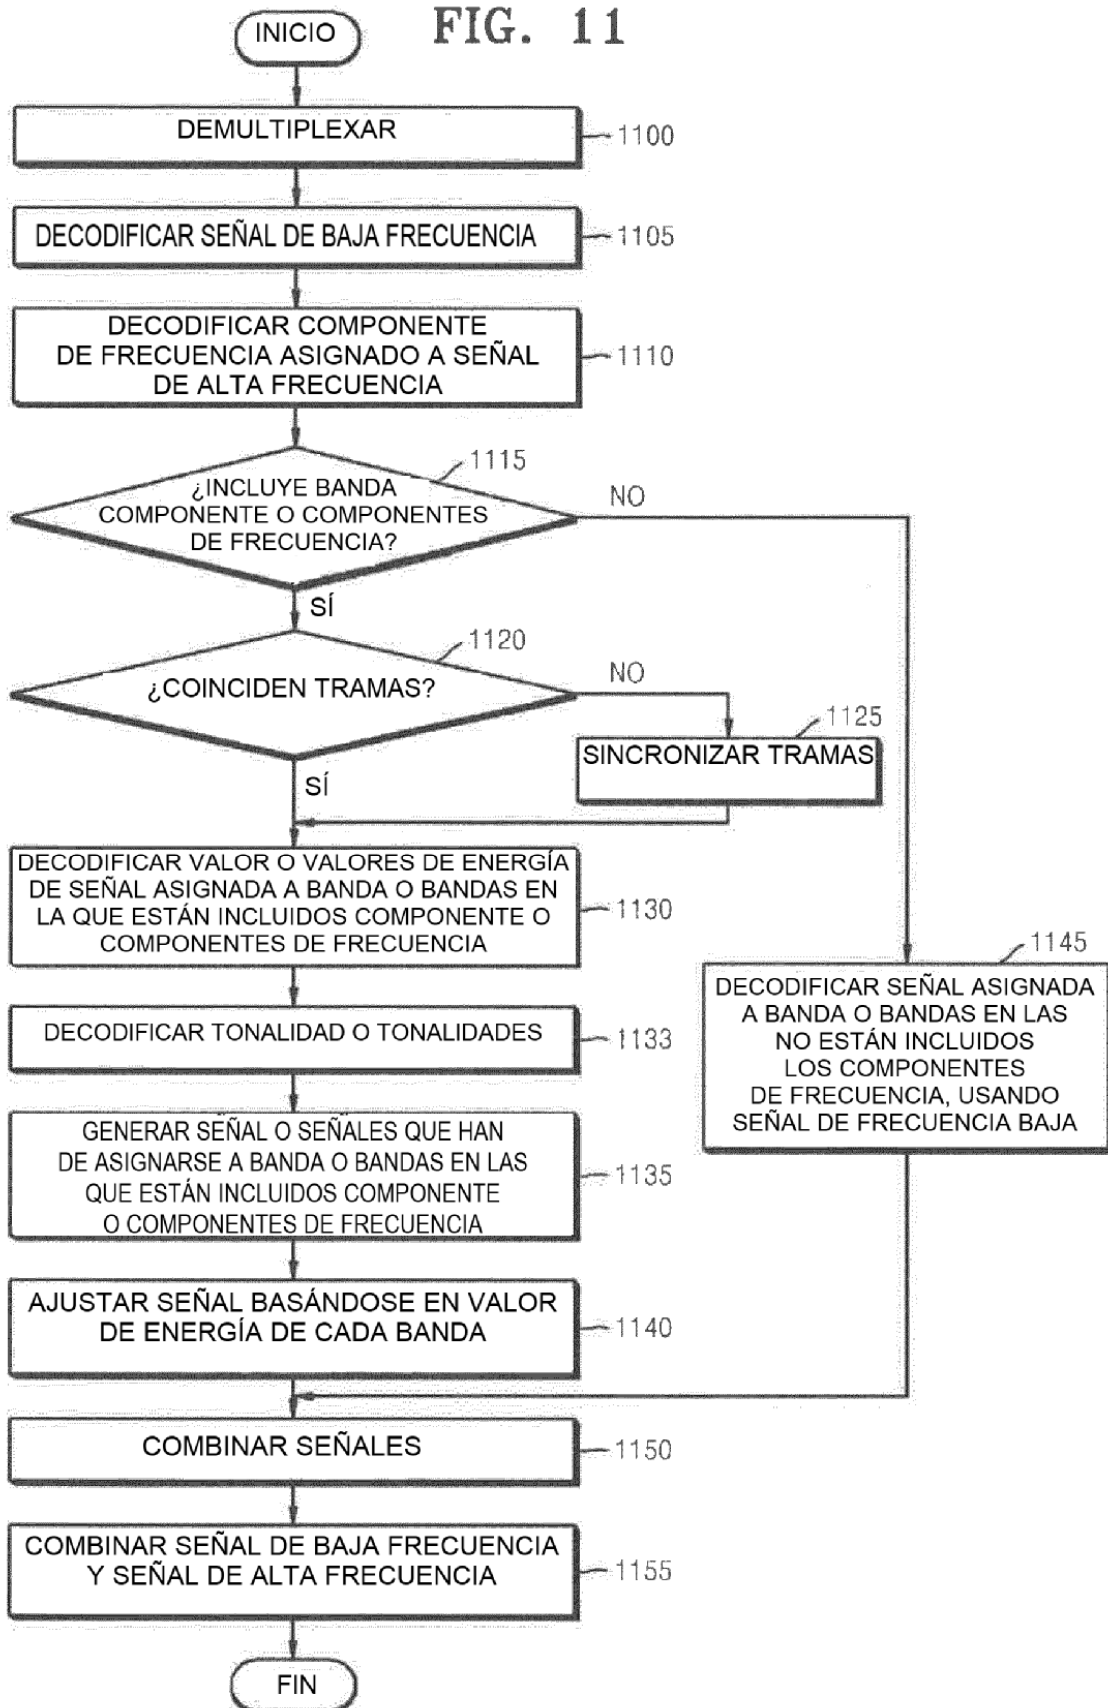 INICIO
FIG. 11
DEMULTIPLEXAR
1100
DECODIFICAR SEÑAL DE BAJA FRECUENCIA
1105
DECODIFICAR COMPONENTE
DE FRECUENCIA ASIGNADO A SEÑAL
DE ALTA FRECUENCIA
1110
1115
¿INCLUYE BANDA
COMPONENTE O COMPONENTES
DE FRECUENCIA?
NO
SÍ
1120
¿COINCIDEN TRAMAS?
NO
1125
SINCRONIZAR TRAMAS
SÍ
DECODIFICAR VALOR O VALORES DE ENERGÍA
DE SEÑAL ASIGNADA A BANDA O BANDAS EN
LA QUE ESTÁN INCLUIDOS COMPONENTE O
COMPONENTES DE FRECUENCIA
1130
1145
DECODIFICAR SEÑAL ASIGNADA
A BANDA O BANDAS EN LAS
NO ESTÁN INCLUIDOS
LOS COMPONENTES
DE FRECUENCIA, USANDO
SEÑAL DE FRECUENCIA BAJA
DECODIFICAR TONALIDAD O TONALIDADES
1133
GENERAR SEÑAL O SEÑALES QUE HAN
DE ASIGNARSE A BANDA O BANDAS EN LAS
QUE ESTÁN INCLUIDOS COMPONENTE
O COMPONENTES DE FRECUENCIA
1135
AJUSTAR SEÑAL BASÁNDOSE EN VALOR
DE ENERGÍA DE CADA BANDA
1140
COMBINAR SEÑALES
1150
COMBINAR SEÑAL DE BAJA FRECUENCIA
Y SEÑAL DE ALTA FRECUENCIA
1155
FIN